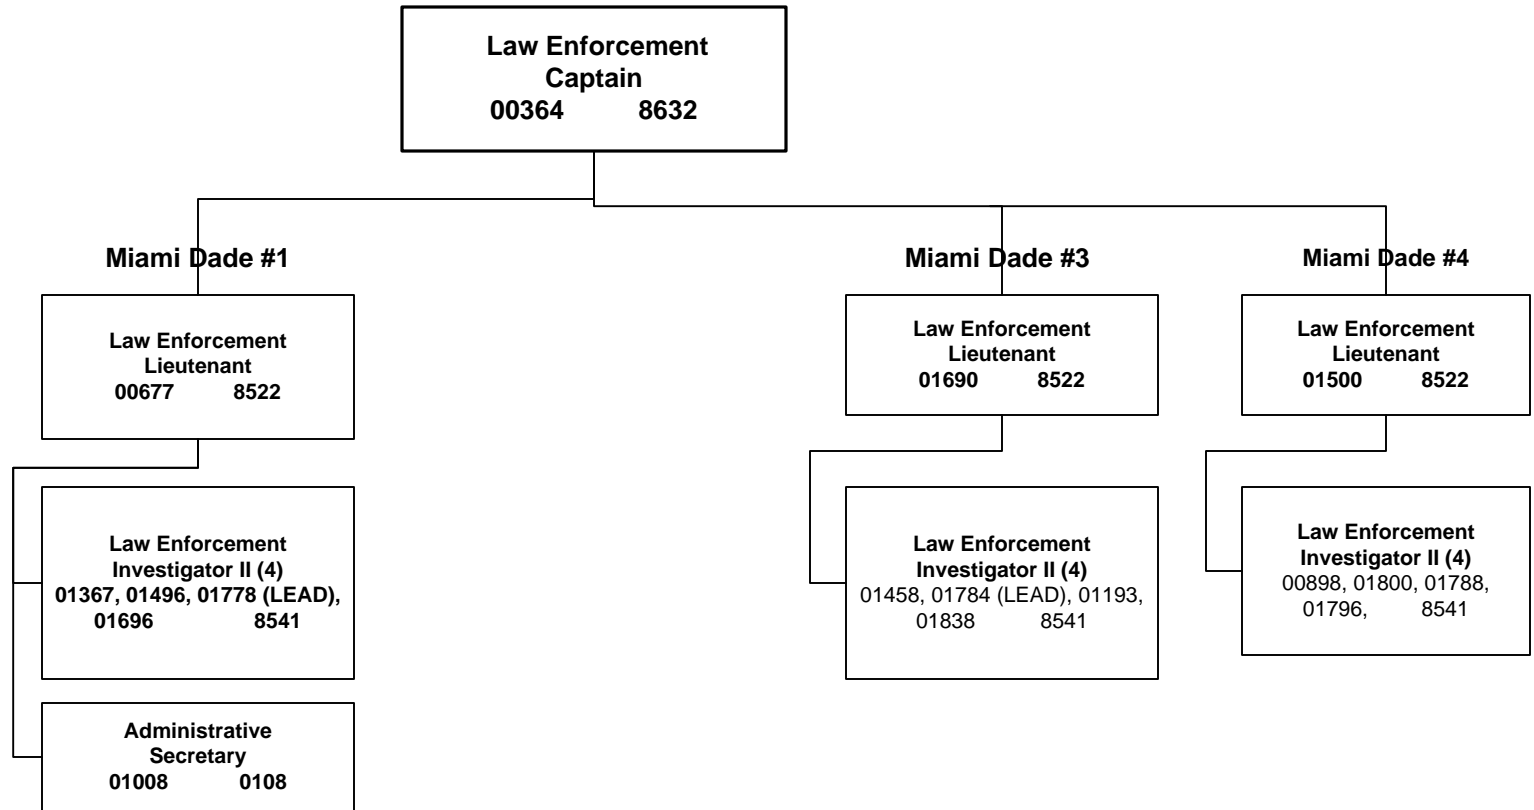 Law Enforcement
Captain
00364 8632
Miami Dade #1
Law Enforcement
Lieutenant
00677 8522
Law Enforcement
Investigator II (4)
01367, 01496, 01778 (LEAD),
01696 8541
Administrative
Secretary
01008 0108
Miami Dade #3
Law Enforcement
Lieutenant
01690 8522
Law Enforcement
Investigator II (4)
01458, 01784 (LEAD), 01193,
01838 8541
Miami Dade #4
Law Enforcement
Lieutenant
01500 8522
Law Enforcement
Investigator II (4)
00898, 01800, 01788,
01796, 8541